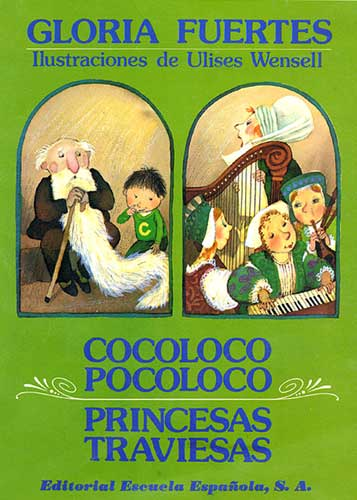 GLORIA FUERTES
Ilustraciones de Ulises Wensell
C
COCOLOCO
POCOLOCO
PRINCESAS
TRAVIESAS
Editorial Escuela Española, S. A.